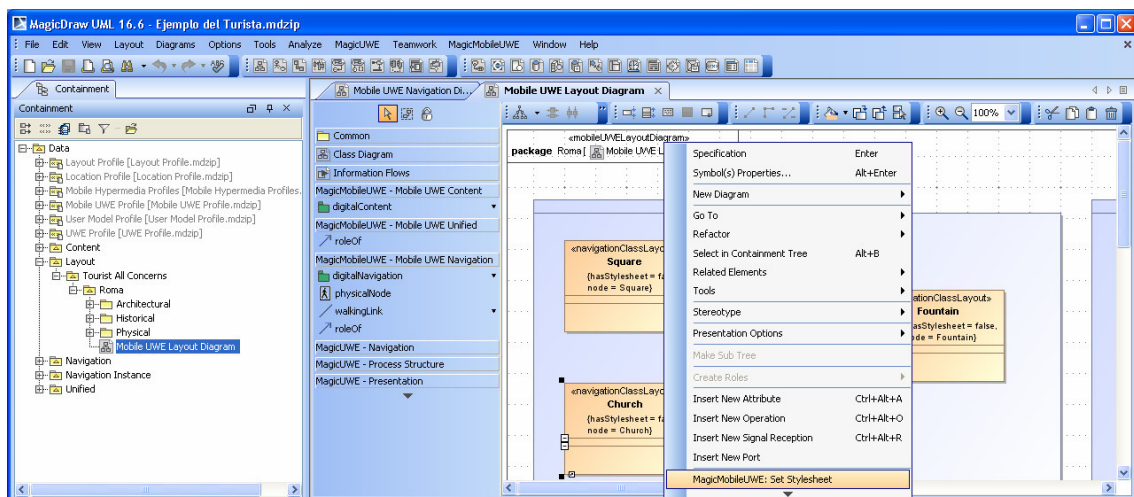 MagicDraw UML 16.6 - Ejemplo del Turista.mdzip
File Edit View Layout Diagrams Options Tools Analyze MagicUWE Teamwork MagicMobileUWE Window Help
Containment
Mobile UWE Navigation Di...
Mobile UWE Layout Diagram
Containment
Data
Layout Profile [Layout Profile.mdzip]
Location Profile [Location Profile.mdzip]
Mobile Hypermedia Profiles [Mobile Hypermedia Profiles.
Mobile UWE Profile [Mobile UWE Profile.mdzip]
User Model Profile [User Model Profile.mdzip]
UWE Profile [UWE Profile.mdzip]
Content
Layout
Tourist All Concerns
Roma
Architectural
Historical
Physical
Mobile UWE Layout Diagram
Navigation
Navigation Instance
Unified
Common
Class Diagram
Information Flows
MagicMobileUWE - Mobile UWE Content
digitalContent
MagicMobileUWE - Mobile UWE Unified
roleOf
MagicMobileUWE - Mobile UWE Navigation
digitalNavigation
physicalNode
walkingLink
roleOf
MagicUWE - Navigation
MagicUWE - Process Structure
MagicUWE - Presentation
100%
«mobileUWELayoutDiagram»
package Roma [ Mobile UWE L
«navigationClassLayo
Square
{hasStylesheet = fa
node = Square}
«navigationClassLayo
Church
{hasStylesheet = fa
node = Church}
ationClassLayout»
Fountain
asStylesheet = false,
ode = Fountain}
Specification Enter
Symbol(s) Properties... Alt+Enter
New Diagram
Go To
Refactor
Select in Containment Tree Alt+B
Related Elements
Tools
Stereotype
Presentation Options
Make Sub Tree
Create Roles
Insert New Attribute Ctrl+Alt+A
Insert New Operation Ctrl+Alt+O
Insert New Signal Reception Ctrl+Alt+R
Insert New Port
MagicMobileUWE: Set Stylesheet